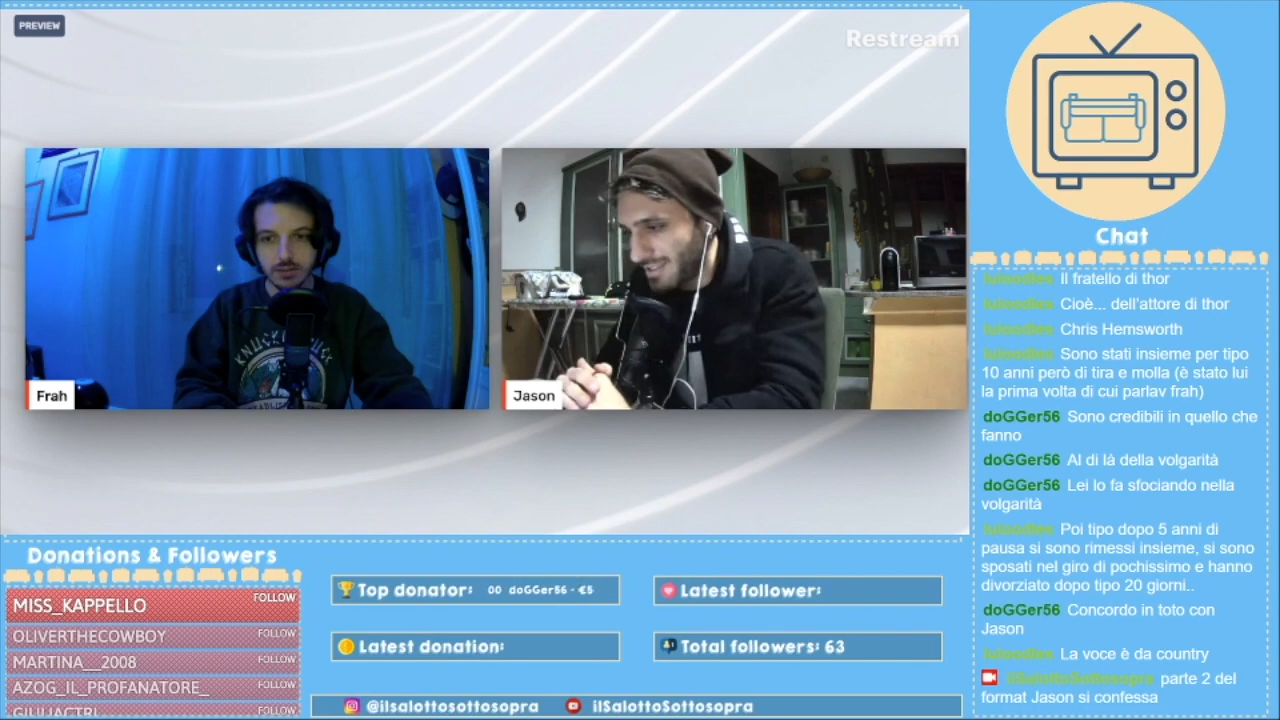 PREVIEW
Restream
Frah
Jason
Chat
Il fratello di thor
Cioè... dell'attore di thor
Chris Hemsworth
Sono stati insieme per tipo
10 anni però di tira e molla (è stato lui
la prima volta di cui parlav frah)
doGGer56 Sono credibili in quello che
fanno
doGGer56 Al di là della volgarità
doGGer56 Lei lo fa sfociando nella
volgarità
Poi tipo dopo 5 anni di
pausa si sono rimessi insieme, si sono
sposati nel giro di pochissimo e hanno
divorziato dopo tipo 20 giorni..
doGGer56 Concordo in toto con
Jason
La voce è da country
ilSalottoSottosopra parte 2 del
format Jason si confessa
Donations & Followers
MISS_KAPPELLO FOLLOW
OLIVERTHECOWBOY FOLLOW
MARTINA__2008 FOLLOW
AZOG_IL_PROFANATORE_ FOLLOW
FOLLOW
Top donator: 00 doGGer56 - €5
Latest follower:
Latest donation:
Total followers: 63
@ilsalottosottosopra
ilSalottoSottosopra